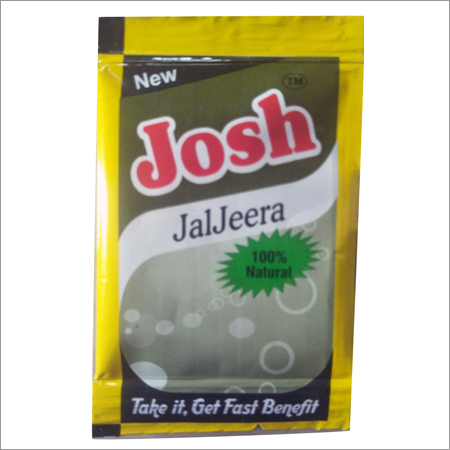 New
TM
Josh
JalJeera
100%
Natural
Take it, Get Fast Benefit